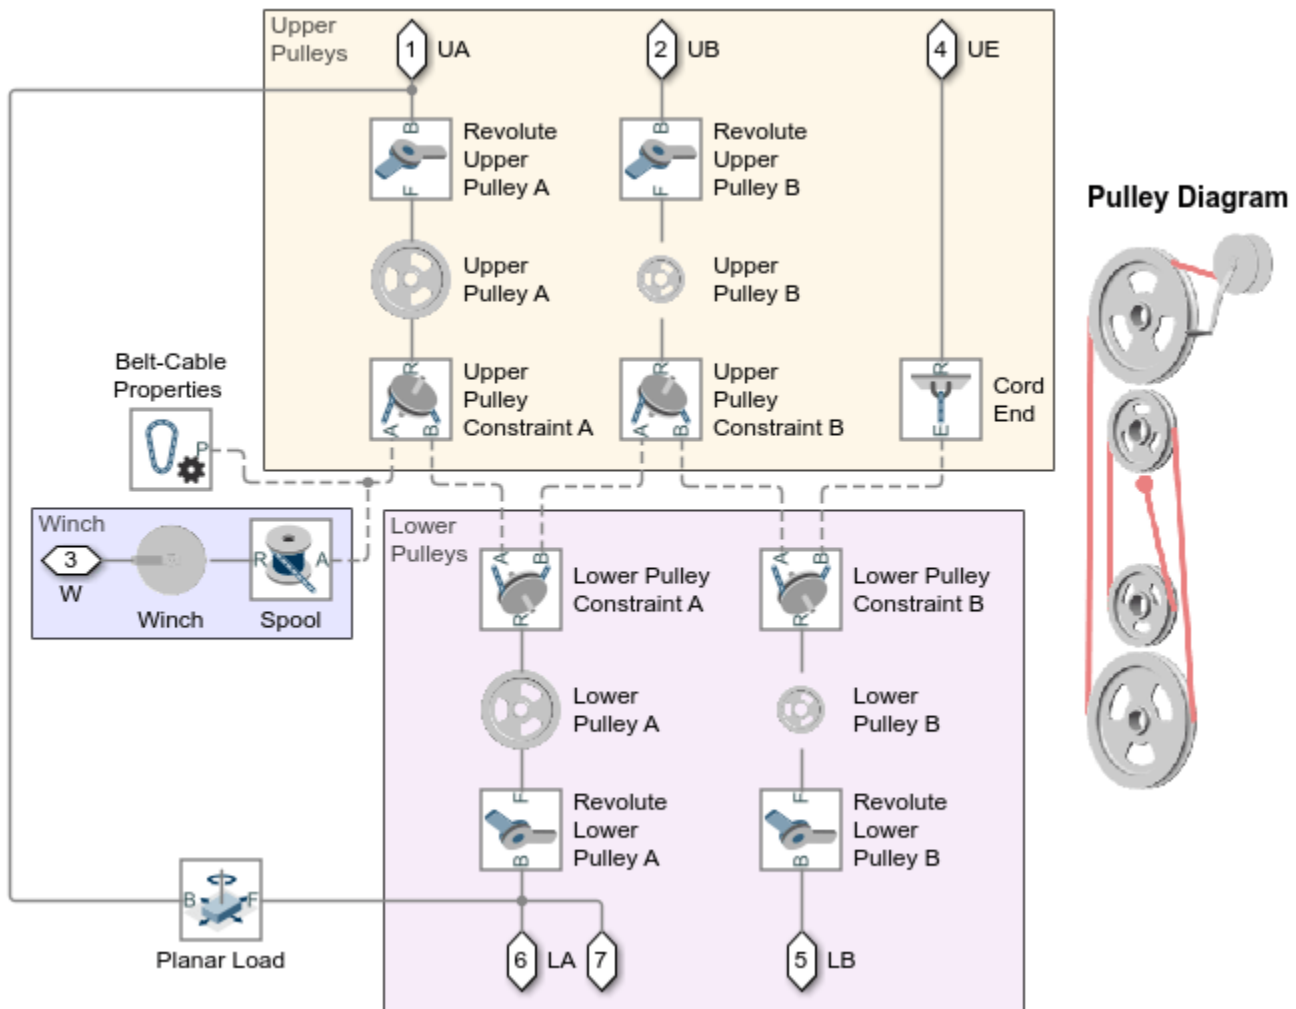 Upper
Pulleys
1 UA
2 UB
4 UE
B
Revolute
Upper
Pulley A
F
B
Revolute
Upper
Pulley B
F
Pulley Diagram
Upper
Pulley A
Upper
Pulley B
Belt-Cable
Properties
P
R
Upper
Pulley
Constraint A
A B
R
Upper
Pulley
Constraint B
A B
R
Cord
End
E
Winch
3
W
Winch
R A
Spool
Lower
Pulleys
A B
Lower Pulley
Constraint A
R
A B
Lower Pulley
Constraint B
R
Lower
Pulley A
Lower
Pulley B
F
Revolute
Lower
Pulley A
B
F
Revolute
Lower
Pulley B
B
B F
Planar Load
6 LA 7
5 LB